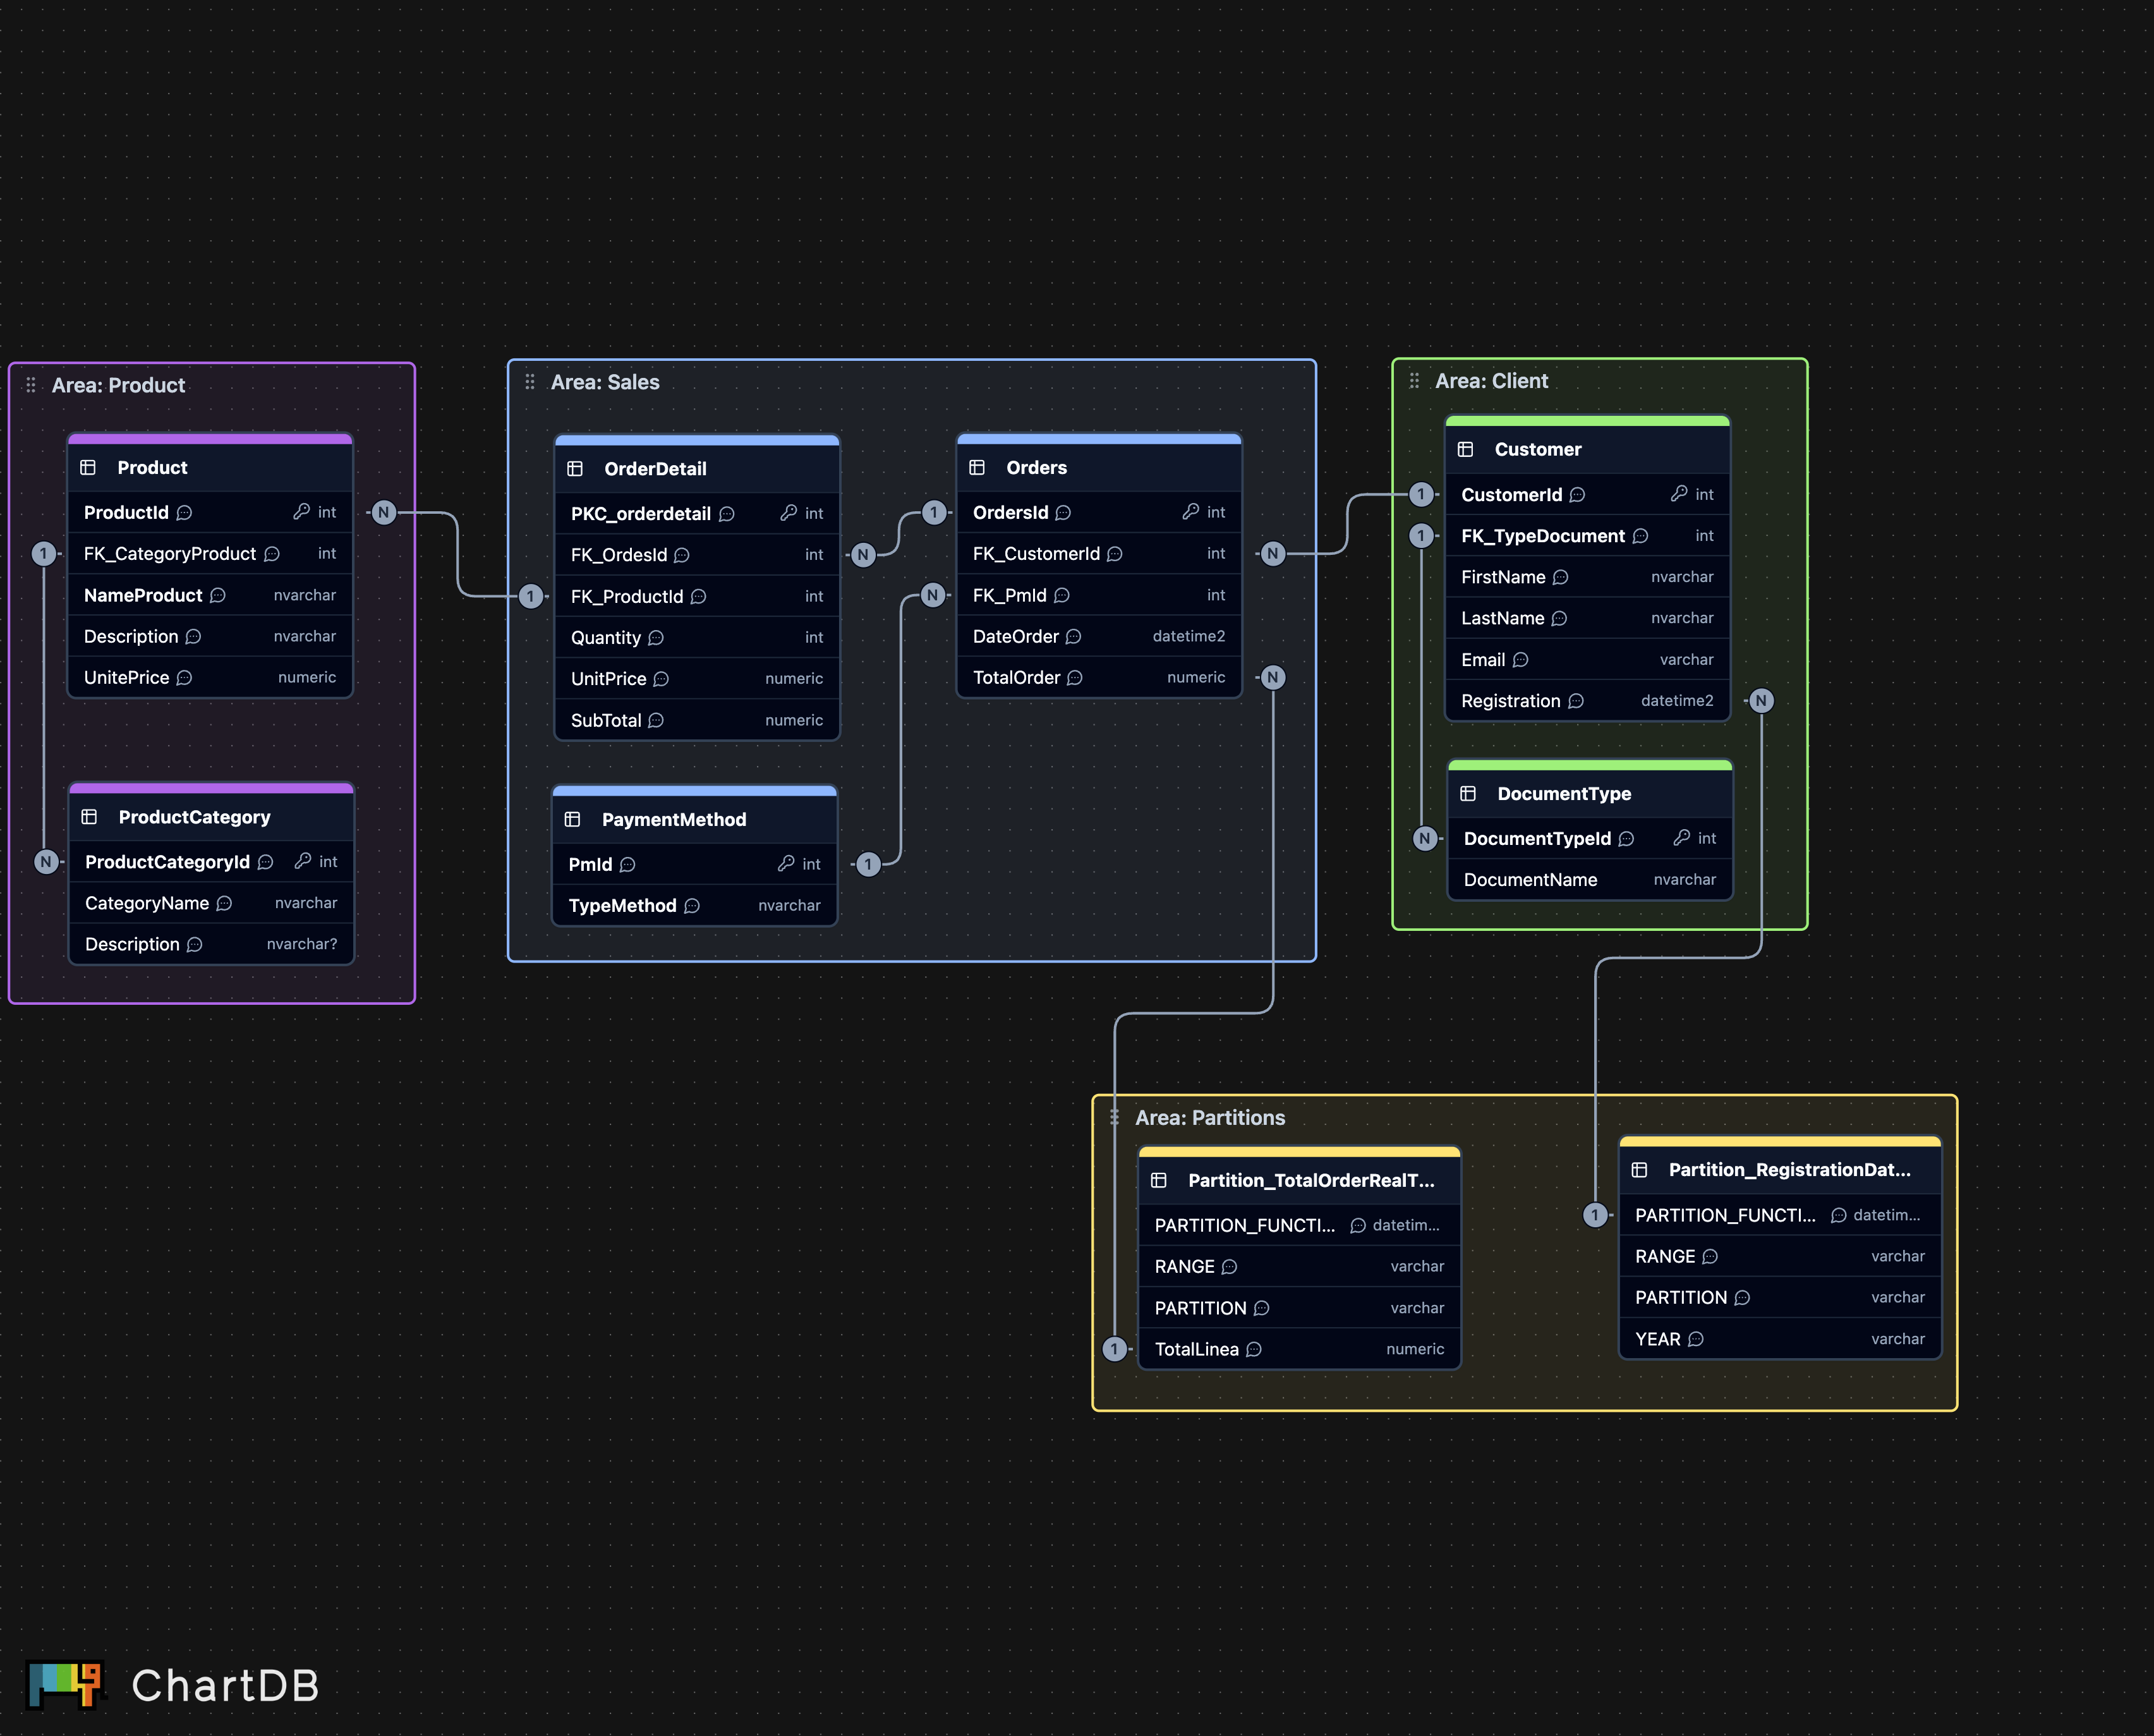 Area: Product
Product
ProductId int
FK_CategoryProduct int
NameProduct nvarchar
Description nvarchar
UnitePrice numeric
N
1
N
ProductCategory
ProductCategoryId int
CategoryName nvarchar
Description nvarchar?
Area: Sales
OrderDetail
PKC_orderdetail int
FK_OrdesId int
FK_ProductId int
Quantity int
UnitPrice numeric
SubTotal numeric
1
N
Orders
OrdersId int
FK_CustomerId int
FK_PmId int
DateOrder datetime2
TotalOrder numeric
1
N
N
N
PaymentMethod
PmId int
TypeMethod nvarchar
1
Area: Client
Customer
CustomerId int
FK_TypeDocument int
FirstName nvarchar
LastName nvarchar
Email varchar
Registration datetime2
1
1
N
DocumentType
DocumentTypeId int
DocumentName nvarchar
N
Area: Partitions
Partition_TotalOrderRealT...
PARTITION_FUNCTI... datetim...
RANGE varchar
PARTITION varchar
TotalLinea numeric
1
Partition_RegistrationDat...
PARTITION_FUNCTI... datetim...
RANGE varchar
PARTITION varchar
YEAR varchar
1
ChartDB